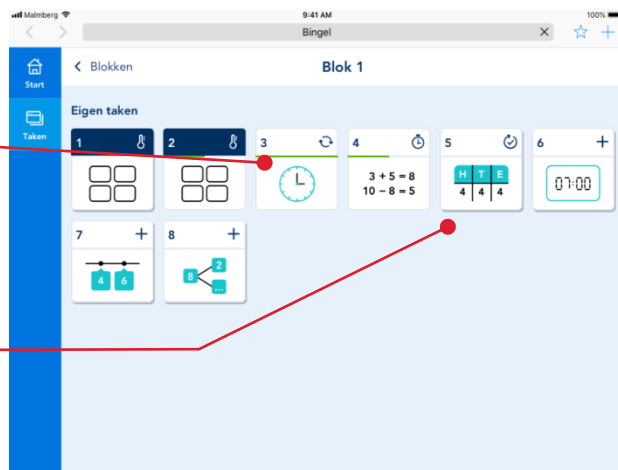 Malmberg 9:41 AM 100%
Bingel
Start
Blokken
Blok 1
Taken
Eigen taken
1 2 3 4 5 6
3 + 5 = 8
10 – 8 = 5
H T E
4 4 4
07:00
7 8
4 6
8 2
...